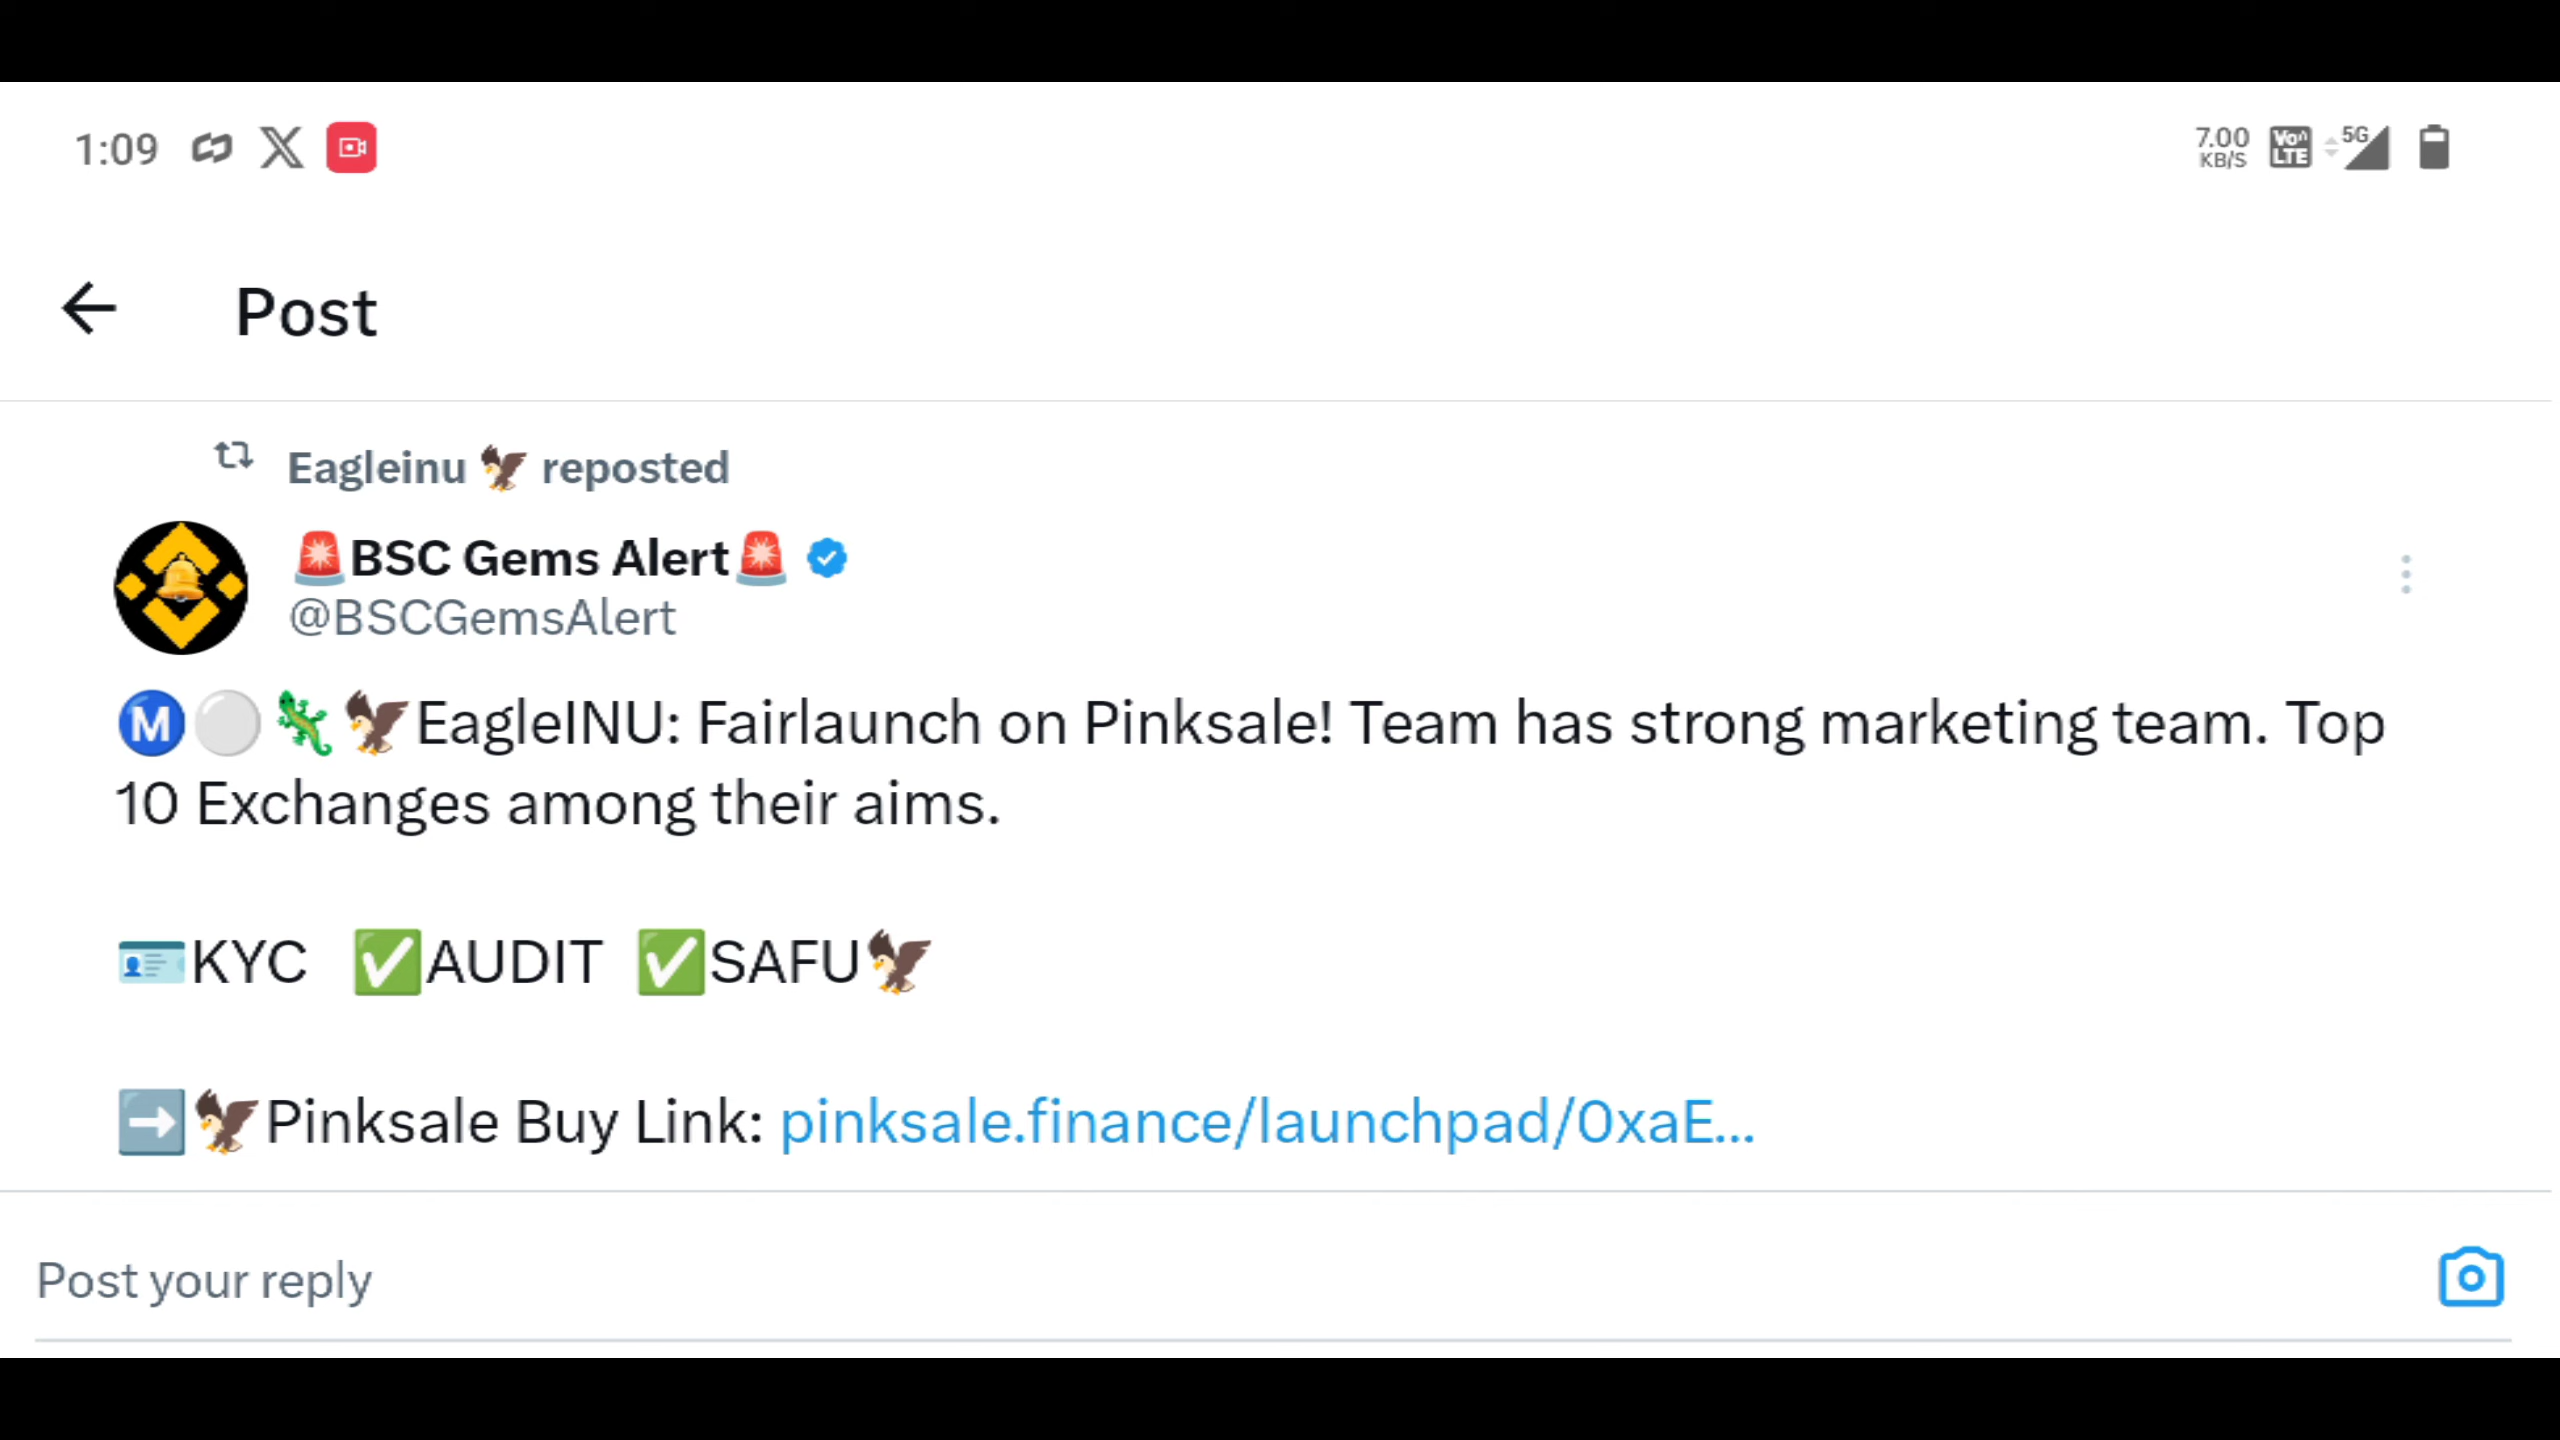 1:09
7.00
KB/S
Vo
LTE
5G
Post
Eagleinu 🦅 reposted
🚨BSC Gems Alert🚨
@BSCGemsAlert
Ⓜ️⚪🦎🦅EagleINU: Fairlaunch on Pinksale! Team has strong marketing team. Top
10 Exchanges among their aims.
🪪KYC ✅AUDIT ✅SAFU🦅
➡️🦅Pinksale Buy Link: pinksale.finance/launchpad/0xaE...
Post your reply